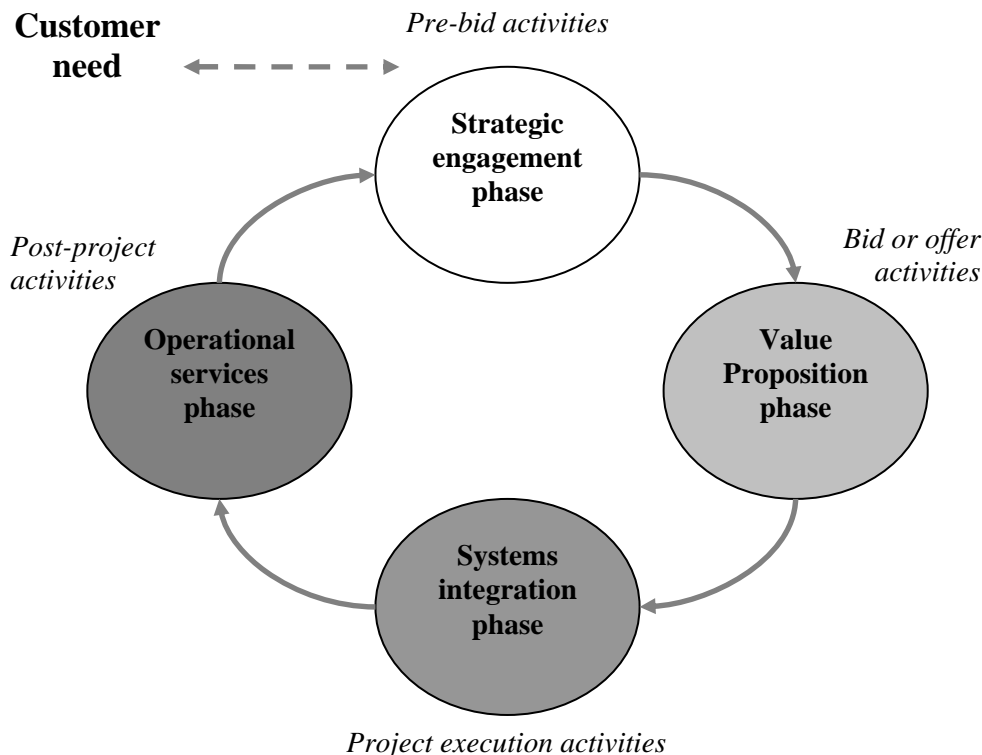 Customer
need
Pre-bid activities
Strategic
engagement
phase
Post-project
activities
Bid or offer
activities
Operational
services
phase
Value
Proposition
phase
Systems
integration
phase
Project execution activities